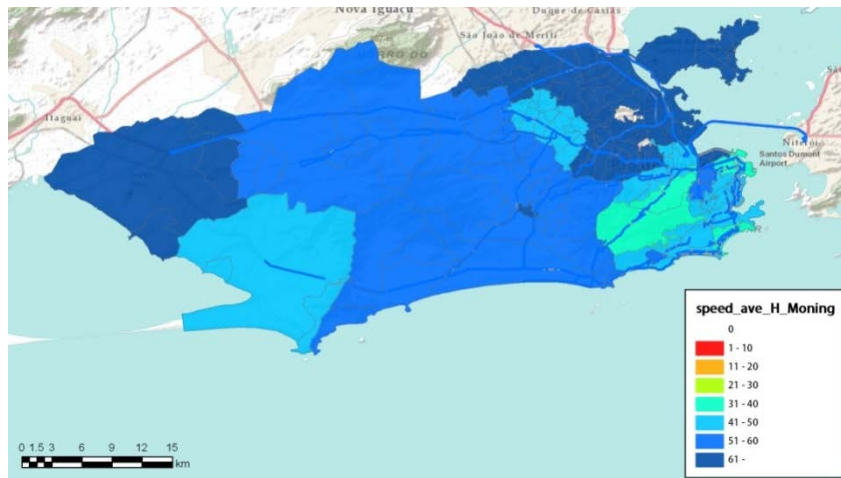 Nova Iguaçu
Duque de Caxias
São João de Meriti
Itaguaí
Niterói
Santos Dumont
Airport
speed_ave_H_Moning
0
1 - 10
11 - 20
21 - 30
31 - 40
41 - 50
51 - 60
61 -
0 1.5 3 6 9 12 15
km